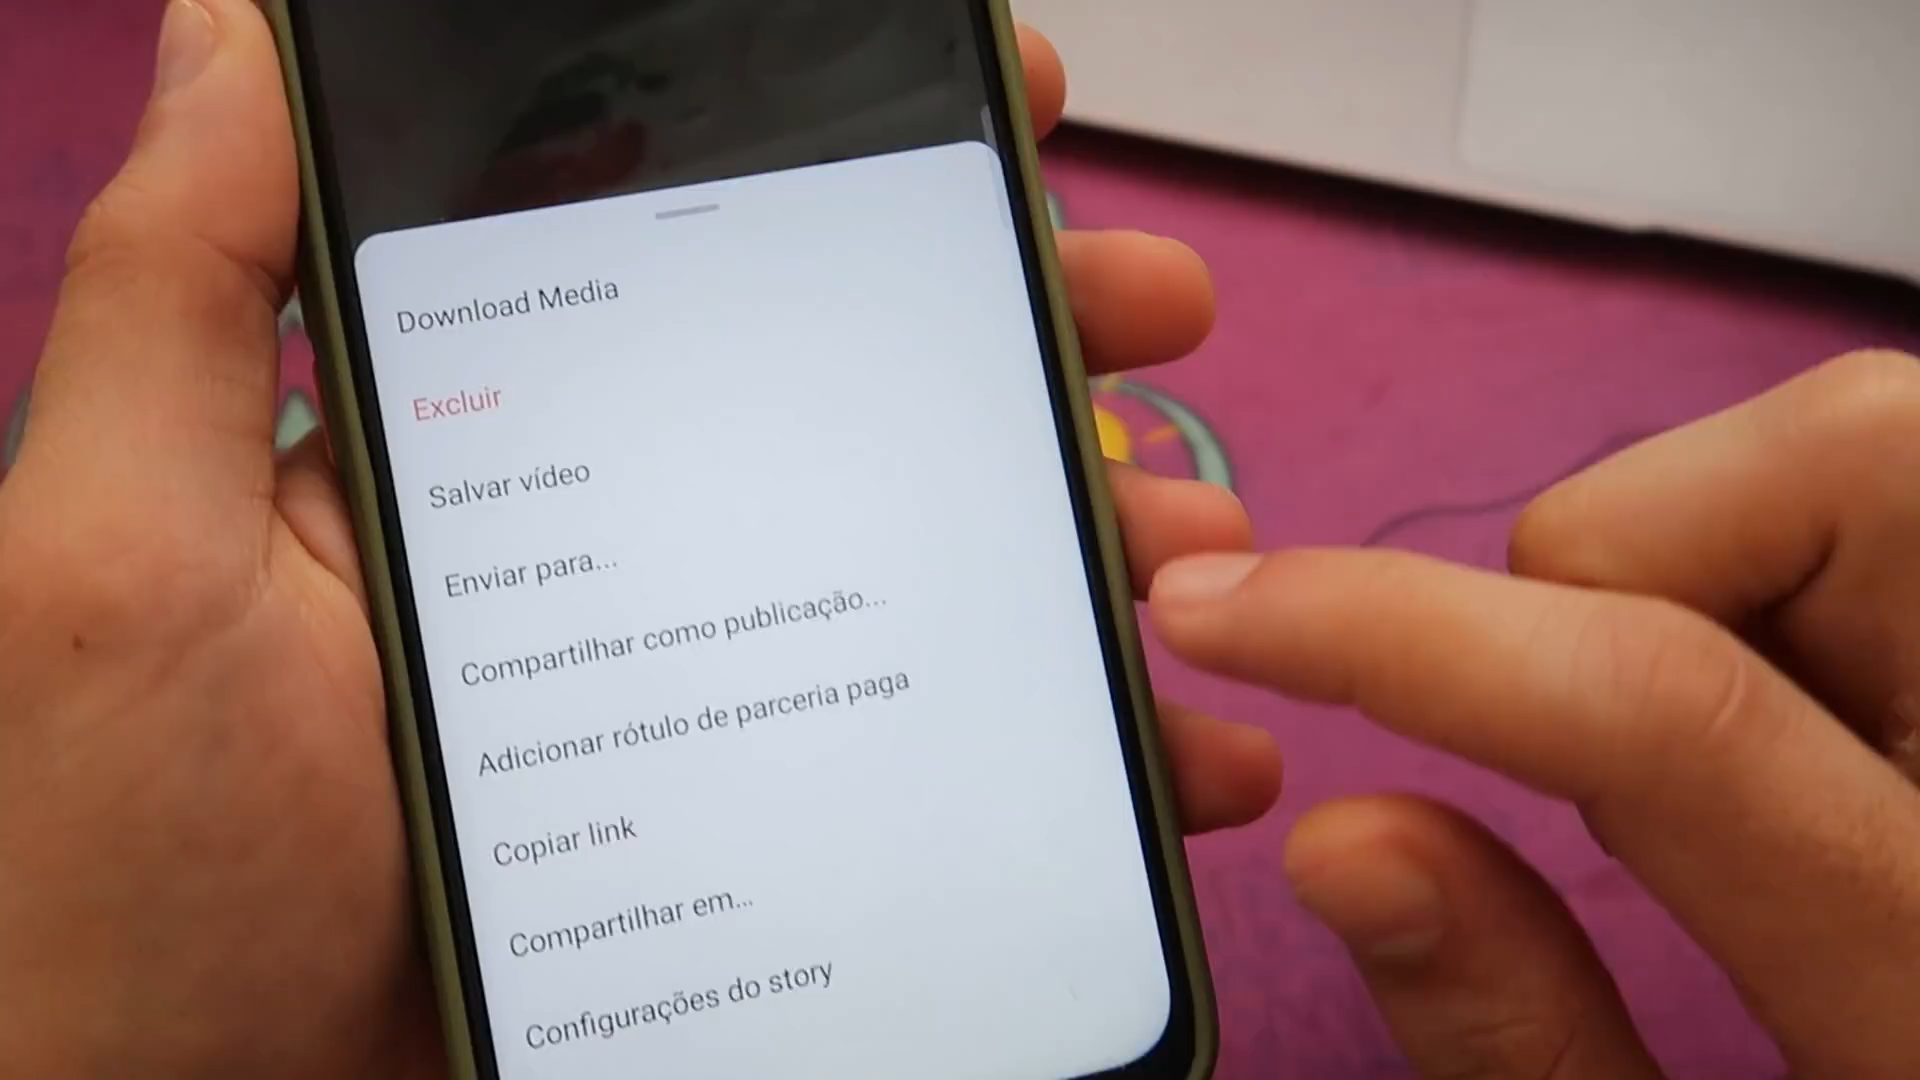 Download Media
Excluir
Salvar vídeo
Enviar para...
Compartilhar como publicação...
Adicionar rótulo de parceria paga
Copiar link
Compartilhar em...
Configurações do story